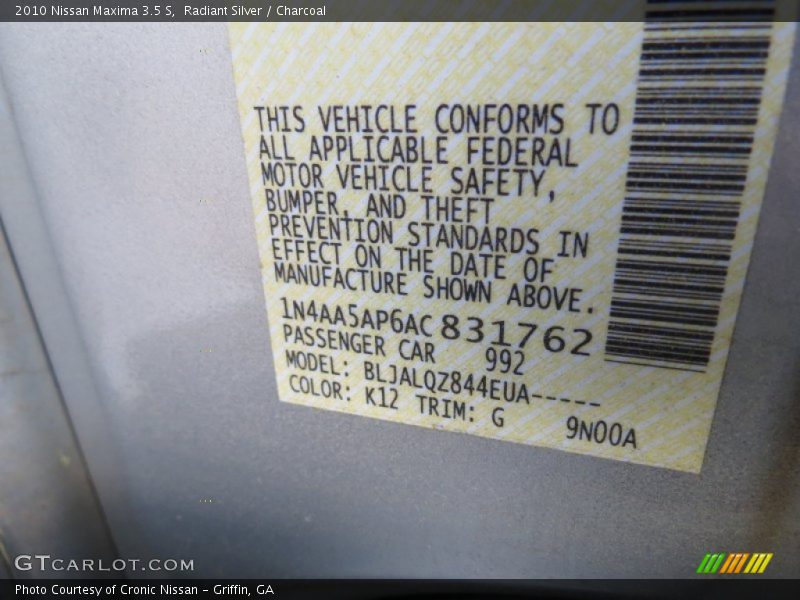 2010 Nissan Maxima 3.5 S,  Radiant Silver / Charcoal
THIS VEHICLE CONFORMS TO
ALL APPLICABLE FEDERAL
MOTOR VEHICLE SAFETY,
BUMPER, AND THEFT
PREVENTION STANDARDS IN
EFFECT ON THE DATE OF
MANUFACTURE SHOWN ABOVE.
1N4AA5AP6AC831762
PASSENGER CAR 992
MODEL: BLJALQZ844EUA-----
COLOR: K12 TRIM: G 9N00A
GTCARLOT.COM
Photo Courtesy of Cronic Nissan – Griffin, GA